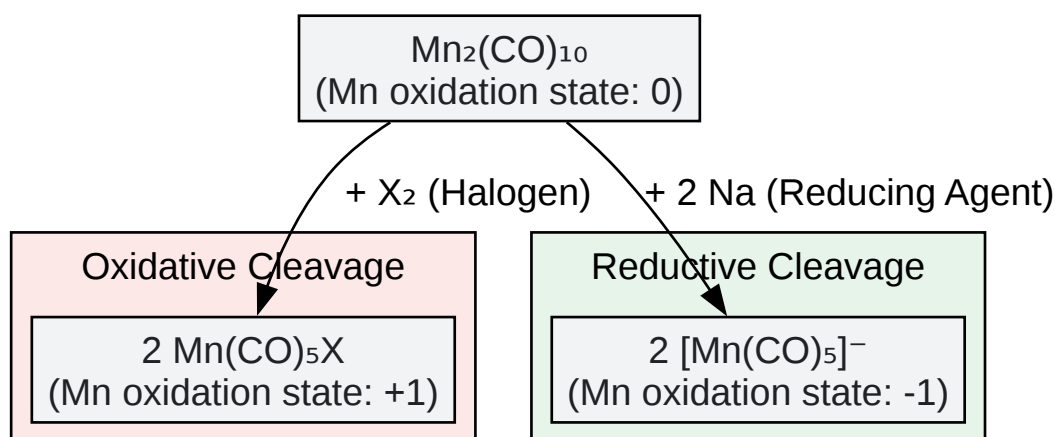 Mn₂(CO)₁₀
(Mn oxidation state: 0)
+ X₂ (Halogen)
+ 2 Na (Reducing Agent)
Oxidative Cleavage
Reductive Cleavage
2 Mn(CO)₅X
(Mn oxidation state: +1)
2 [Mn(CO)₅]⁻
(Mn oxidation state: -1)